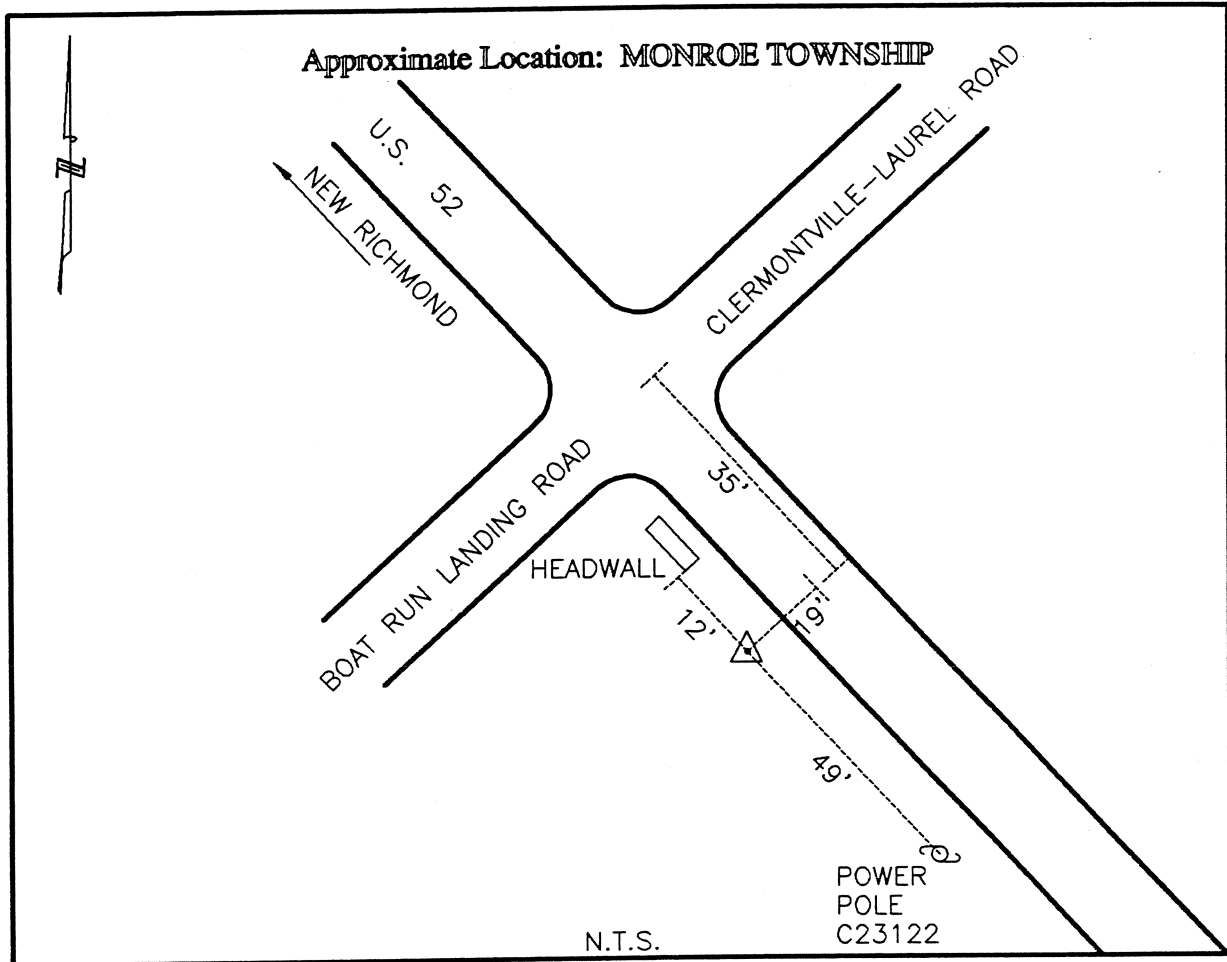 Approximate Location: MONROE TOWNSHIP
N
U.S. 52
NEW RICHMOND
CLERMONTVILLE-LAUREL ROAD
35'
BOAT RUN LANDING ROAD
HEADWALL
12'
19'
49'
POWER
POLE
C23122
N.T.S.